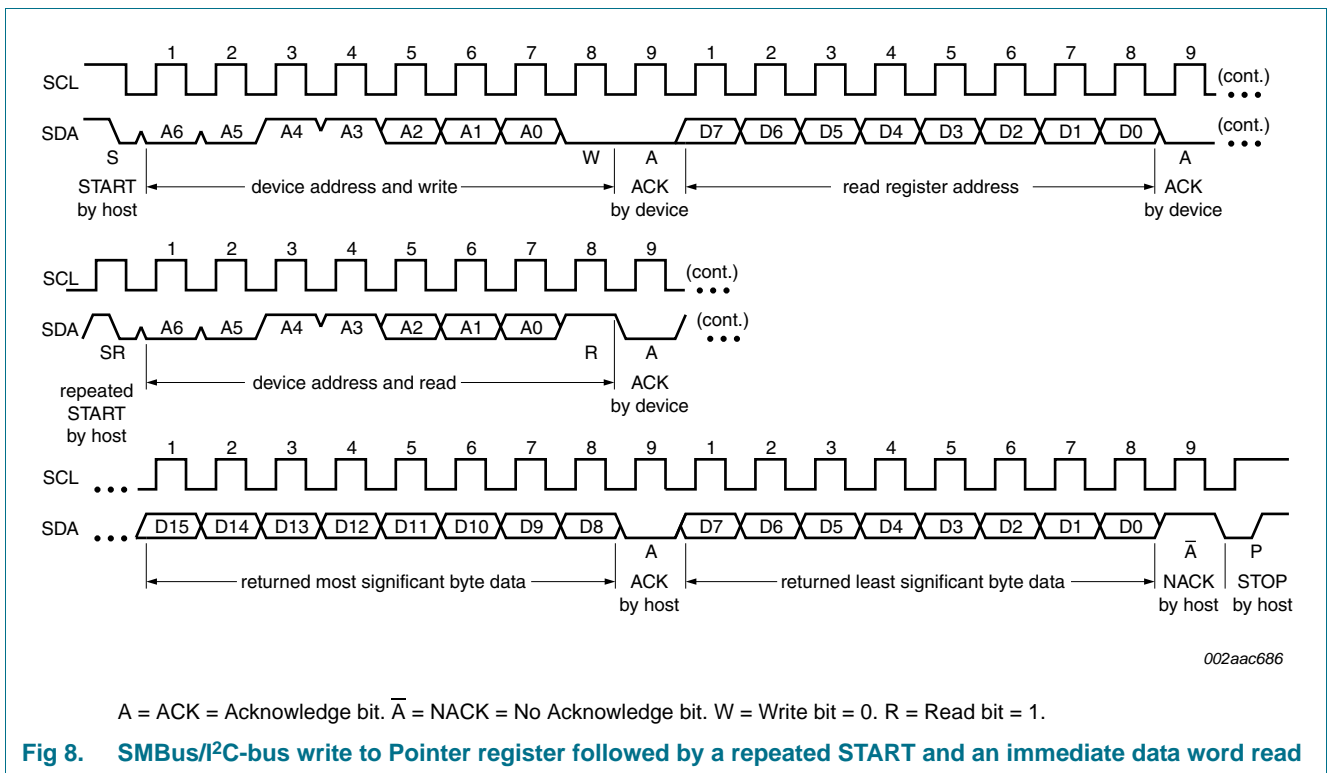 1 2 3 4 5 6 7 8 9 1 2 3 4 5 6 7 8 9
SCL (cont.)
SDA A6 A5 A4 A3 A2 A1 A0 D7 D6 D5 D4 D3 D2 D1 D0 (cont.)
S W A A
START device address and write ACK read register address ACK
by host by device by device
1 2 3 4 5 6 7 8 9
SCL (cont.)
SDA A6 A5 A4 A3 A2 A1 A0 (cont.)
SR R A
repeated device address and read ACK
START by device
by host
1 2 3 4 5 6 7 8 9 1 2 3 4 5 6 7 8 9
SCL
SDA D15 D14 D13 D12 D11 D10 D9 D8 D7 D6 D5 D4 D3 D2 D1 D0
A A̅ P
returned most significant byte data ACK returned least significant byte data NACK STOP
by host by host by host
002aac686
A = ACK = Acknowledge bit. A̅ = NACK = No Acknowledge bit. W = Write bit = 0. R = Read bit = 1.
Fig 8. SMBus/I²C-bus write to Pointer register followed by a repeated START and an immediate data word read